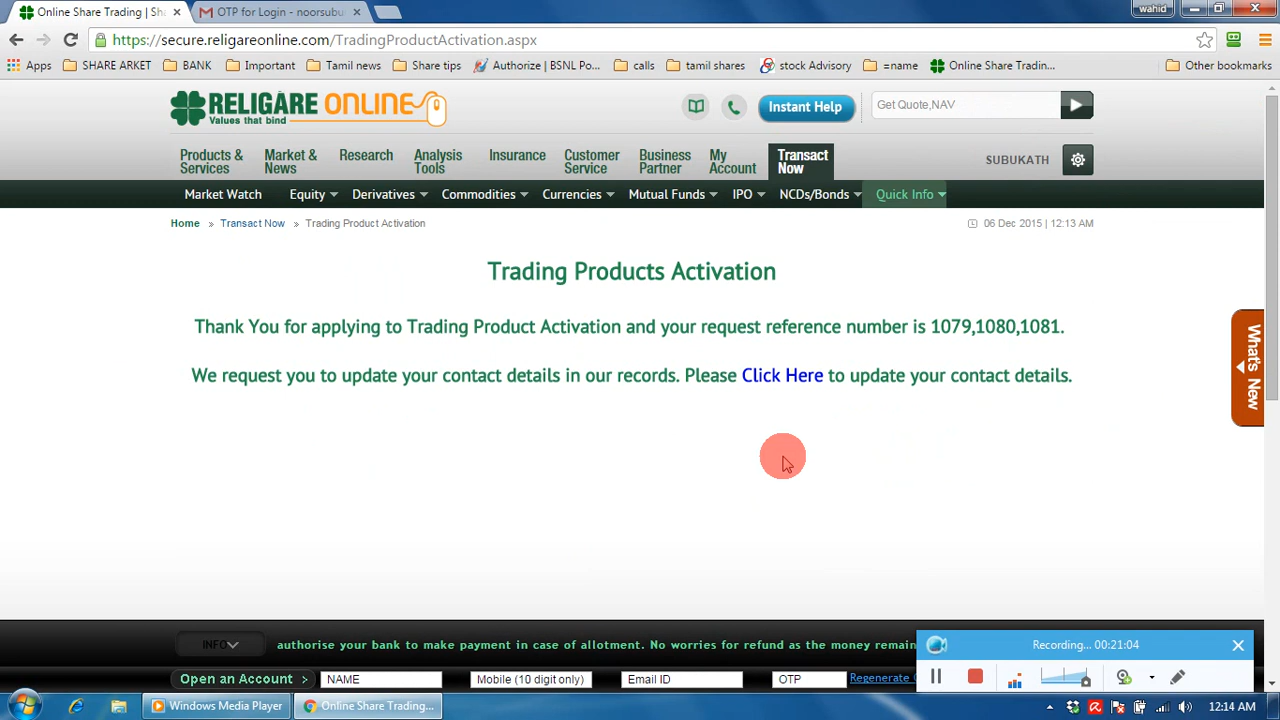 Online Share Trading | Sha
OTP for Login - noorsubu
wahid
https://secure.religareonline.com/TradingProductActivation.aspx
Apps
SHARE ARKET
BANK
Important
Tamil news
Share tips
Authorize | BSNL Po...
calls
tamil shares
stock Advisory
=name
Online Share Tradin...
Other bookmarks
RELIGARE ONLINE
Values that bind
Instant Help
Get Quote,NAV
Products & Services
Market & News
Research
Analysis Tools
Insurance
Customer Service
Business Partner
My Account
Transact Now
SUBUKATH
Market Watch
Equity
Derivatives
Commodities
Currencies
Mutual Funds
IPO
NCDs/Bonds
Quick Info
Home » Transact Now » Trading Product Activation
06 Dec 2015 | 12:13 AM
Trading Products Activation
Thank You for applying to Trading Product Activation and your request reference number is 1079,1080,1081.
We request you to update your contact details in our records. Please Click Here to update your contact details.
What's New
INFO
authorise your bank to make payment in case of allotment. No worries for refund as the money remain
Recording... 00:21:04
Open an Account >
NAME
Mobile (10 digit only)
Email ID
OTP
Regenerate
Windows Media Player
Online Share Trading...
12:14 AM